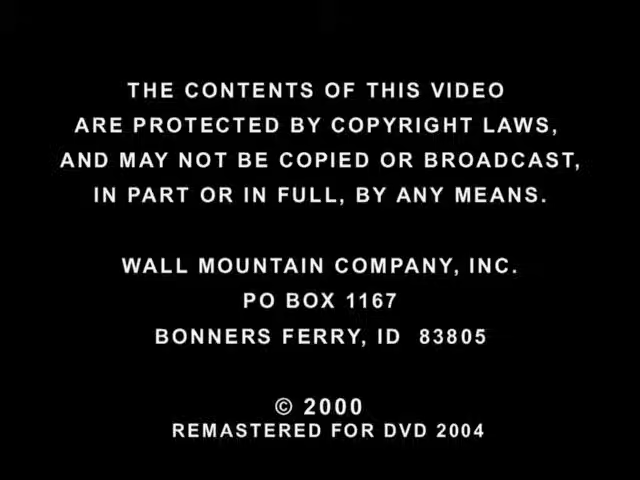 THE CONTENTS OF THIS VIDEO
ARE PROTECTED BY COPYRIGHT LAWS,
AND MAY NOT BE COPIED OR BROADCAST,
IN PART OR IN FULL, BY ANY MEANS.
WALL MOUNTAIN COMPANY, INC.
PO BOX 1167
BONNERS FERRY, ID  83805
© 2000
REMASTERED FOR DVD 2004